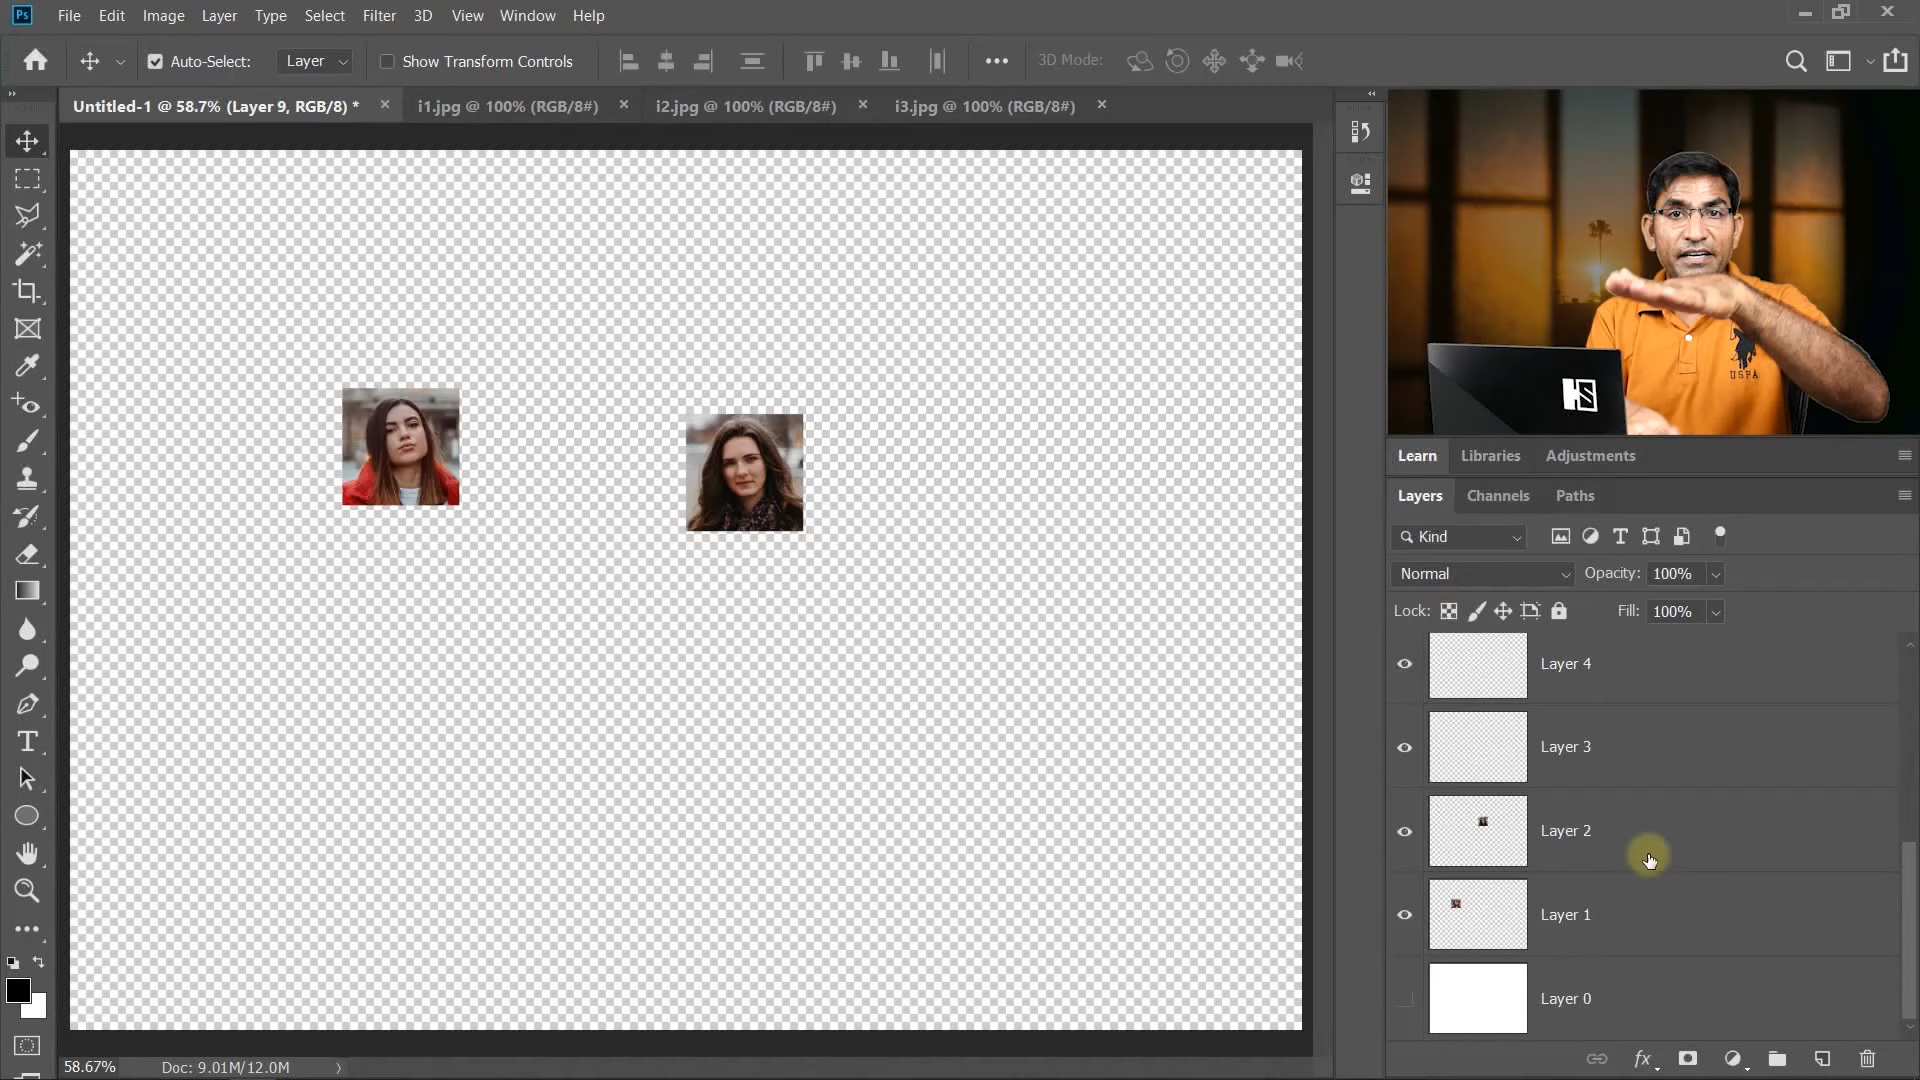 Ps File Edit Image Layer Type Select Filter 3D View Window Help
Auto-Select: Layer Show Transform Controls 3D Mode:
Untitled-1 @ 58.7% (Layer 9, RGB/8) * i1.jpg @ 100% (RGB/8#) i2.jpg @ 100% (RGB/8#) i3.jpg @ 100% (RGB/8#)
USPA
HS
Learn Libraries Adjustments
Layers Channels Paths
Kind
Normal Opacity: 100%
Lock: Fill: 100%
Layer 4
Layer 3
Layer 2
Layer 1
Layer 0
58.67% Doc: 9.01M/12.0M